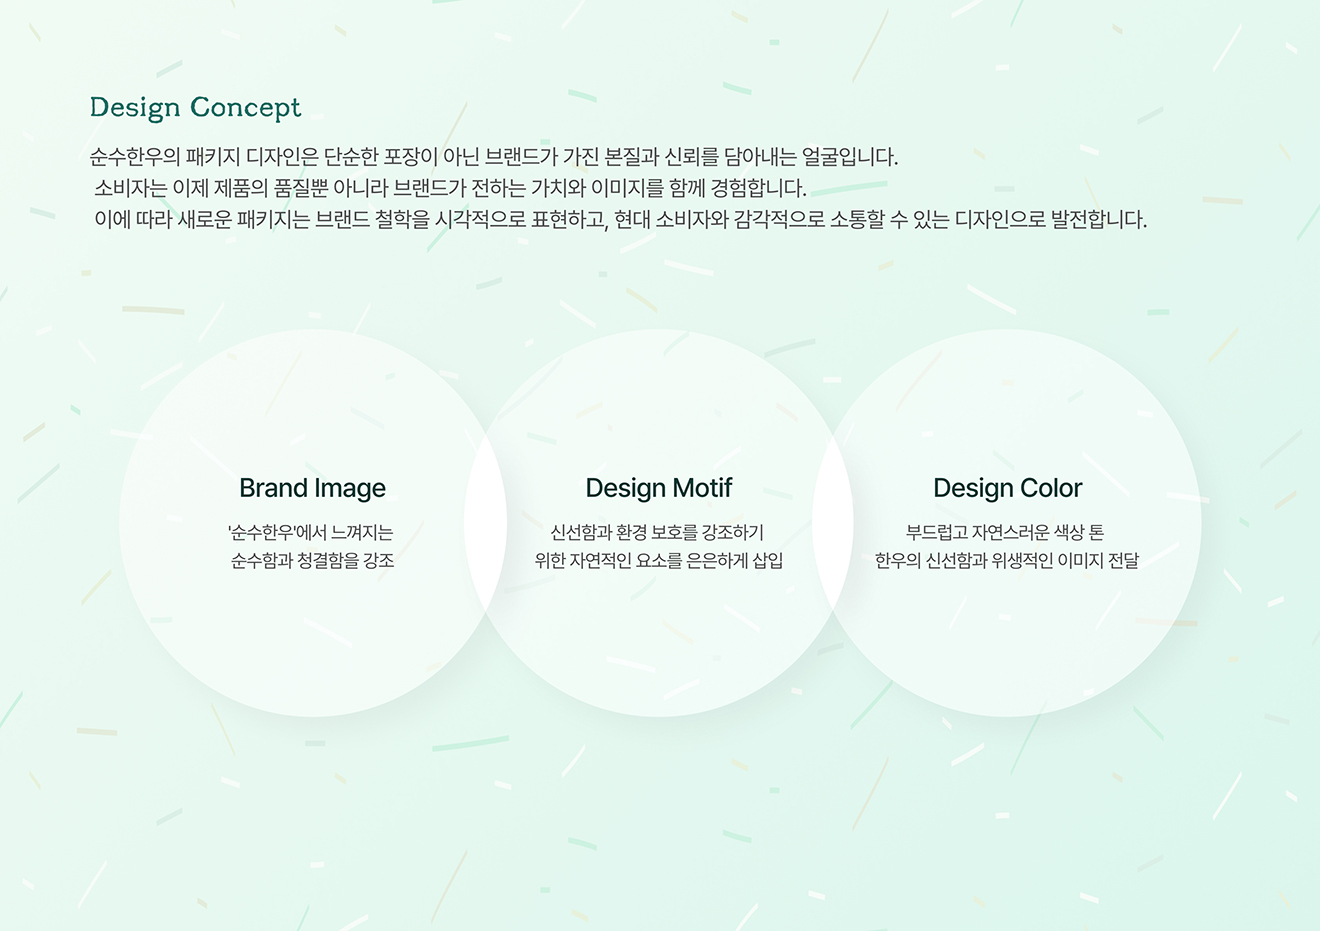 Design Concept
순수한우의 패키지 디자인은 단순한 포장이 아닌 브랜드가 가진 본질과 신뢰를 담아내는 얼굴입니다.
소비자는 이제 제품의 품질뿐 아니라 브랜드가 전하는 가치와 이미지를 함께 경험합니다.
이에 따라 새로운 패키지는 브랜드 철학을 시각적으로 표현하고, 현대 소비자와 감각적으로 소통할 수 있는 디자인으로 발전합니다.
Brand Image
'순수한우'에서 느껴지는
순수함과 청결함을 강조
Design Motif
신선함과 환경 보호를 강조하기
위한 자연적인 요소를 은은하게 삽입
Design Color
부드럽고 자연스러운 색상 톤
한우의 신선함과 위생적인 이미지 전달